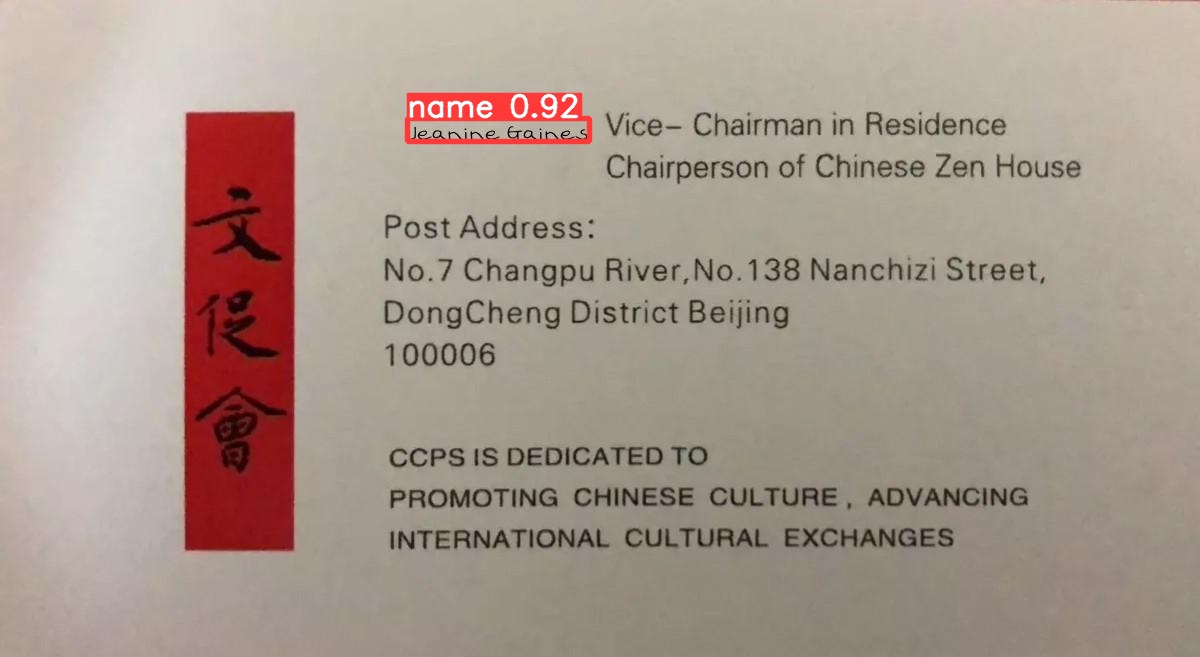 name 0.92
Jeanine Gaines
Vice- Chairman in Residence
Chairperson of Chinese Zen House
Post Address:
No.7 Changpu River,No.138 Nanchizi Street,
DongCheng District Beijing
100006
文
促
會
CCPS IS DEDICATED TO
PROMOTING CHINESE CULTURE, ADVANCING
INTERNATIONAL CULTURAL EXCHANGES